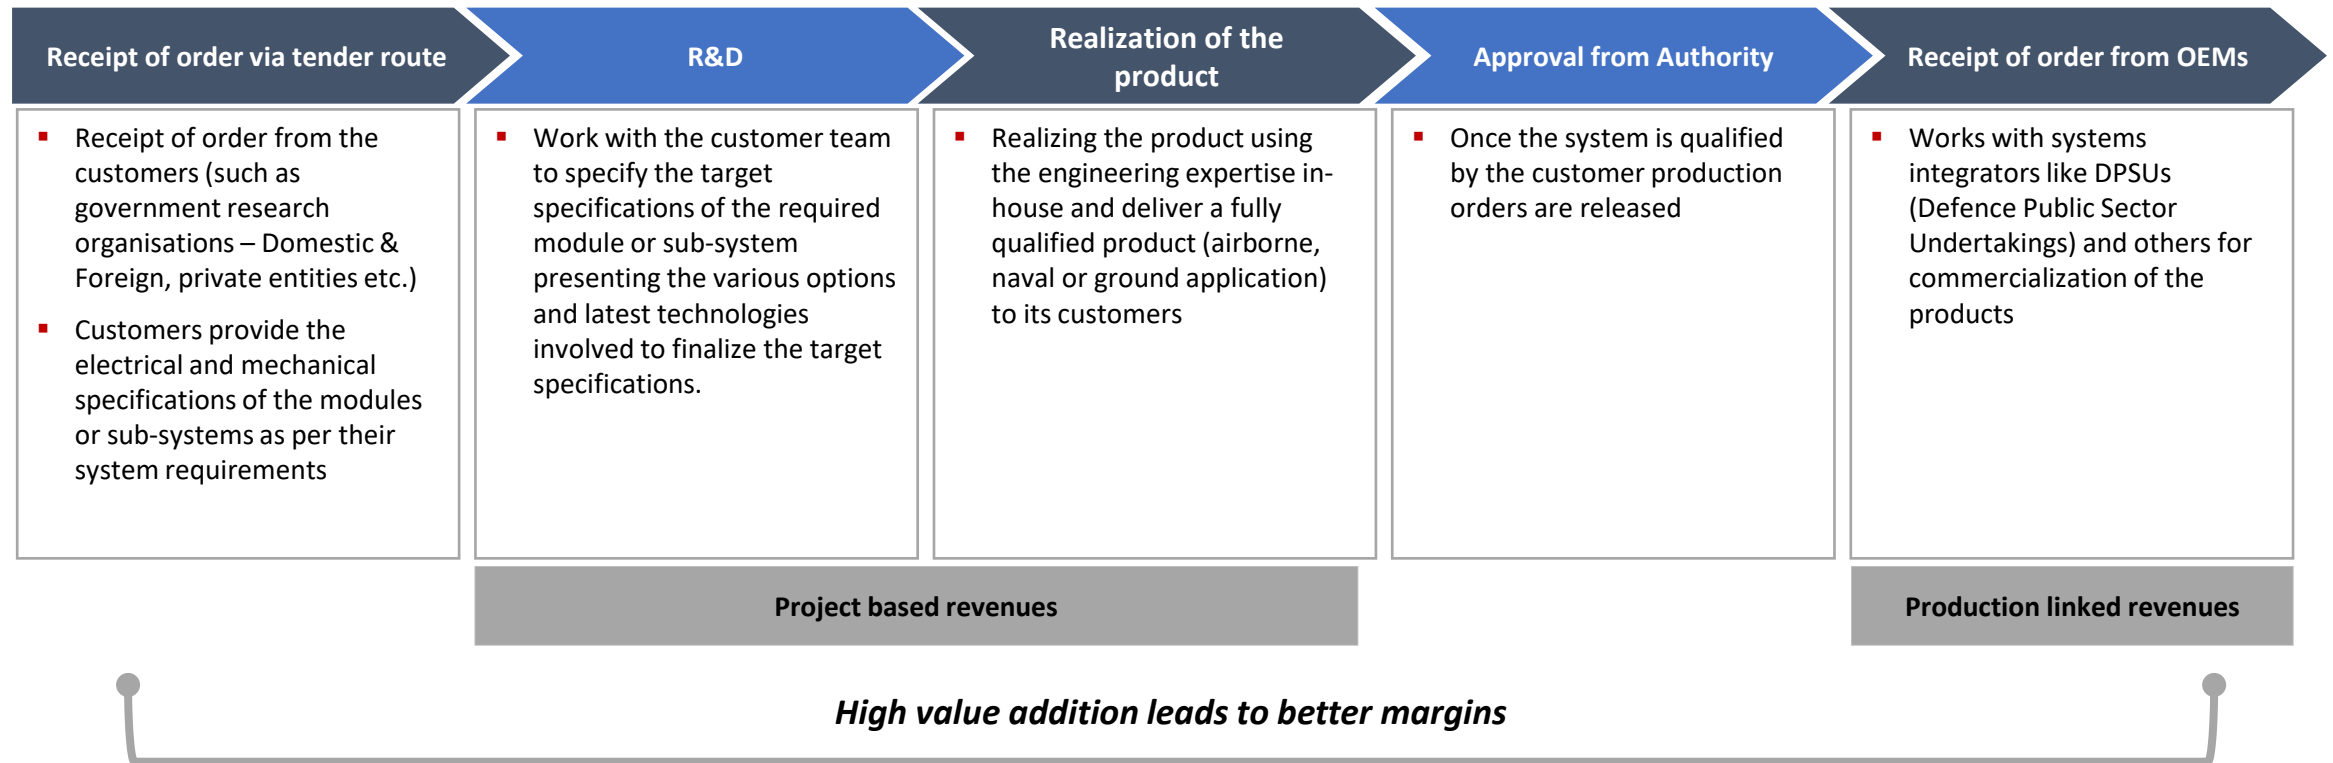 Receipt of order via tender route
R&D
Realization of the
product
Approval from Authority
Receipt of order from OEMs
▪ Receipt of order from the
customers (such as
government research
organisations – Domestic &
Foreign, private entities etc.)
▪ Customers provide the
electrical and mechanical
specifications of the modules
or sub-systems as per their
system requirements
▪ Work with the customer team
to specify the target
specifications of the required
module or sub-system
presenting the various options
and latest technologies
involved to finalize the target
specifications.
▪ Realizing the product using
the engineering expertise in-
house and deliver a fully
qualified product (airborne,
naval or ground application)
to its customers
▪ Once the system is qualified
by the customer production
orders are released
▪ Works with systems
integrators like DPSUs
(Defence Public Sector
Undertakings) and others for
commercialization of the
products
Project based revenues
Production linked revenues
High value addition leads to better margins